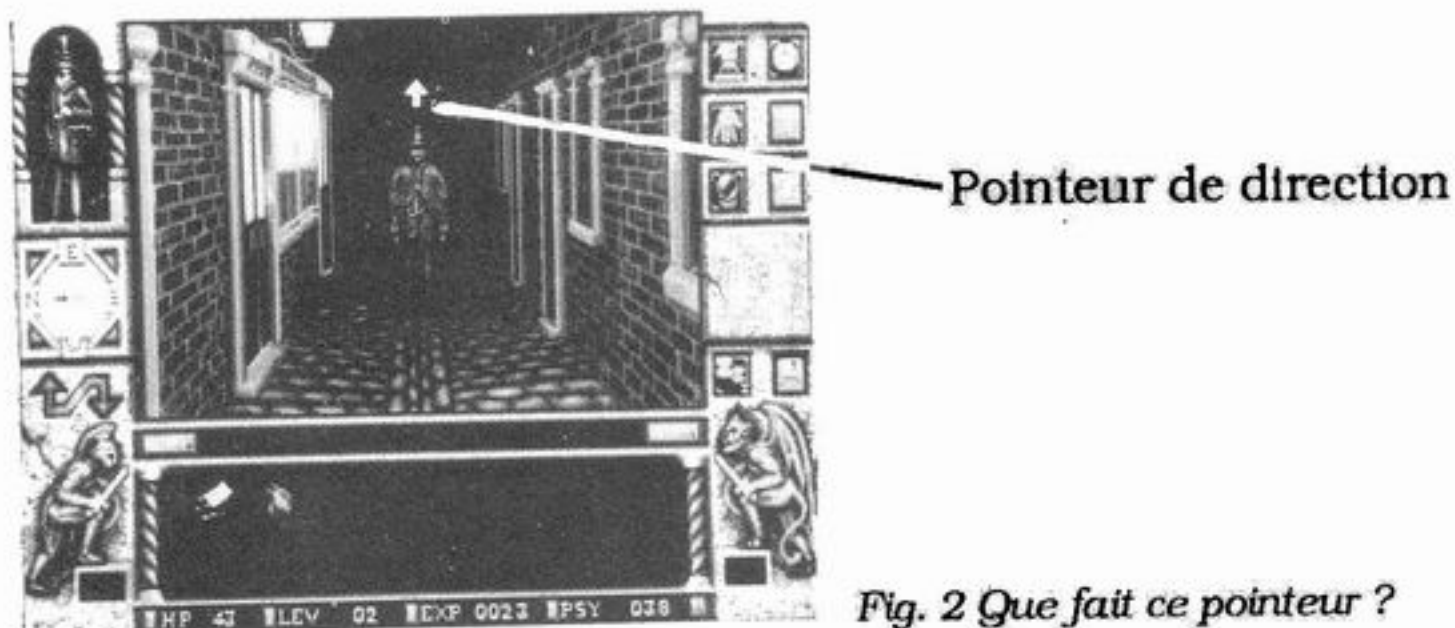 E
Pointeur de direction
HP 43 LEV 02 EXP 0023 PSY 038
Fig. 2 Que fait ce pointeur ?